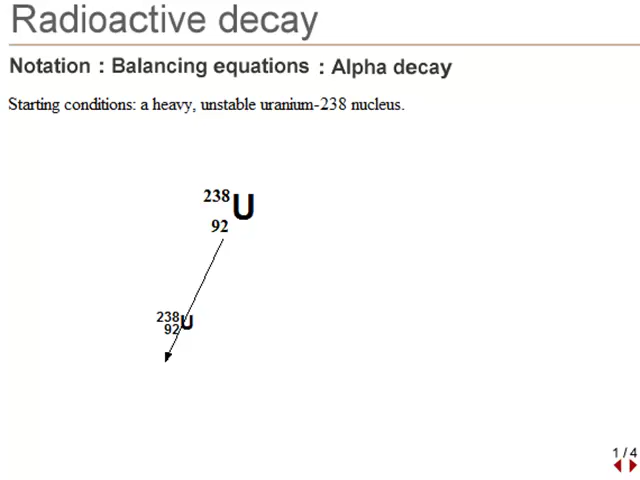 Radioactive decay
Notation : Balancing equations : Alpha decay
Starting conditions: a heavy, unstable uranium-238 nucleus.
238
U
92
238
U
92
1 / 4